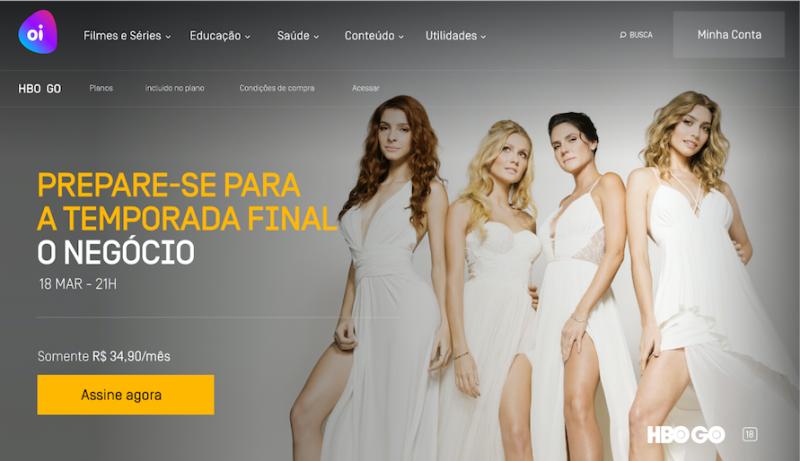 oi
Filmes e Séries
Educação
Saúde
Conteúdo
Utilidades
BUSCA
Minha Conta
HBO GO
Planos
incluído no plano
Condições de compra
Acessar
PREPARE-SE PARA
A TEMPORADA FINAL
O NEGÓCIO
18 MAR - 21H
Somente R$ 34,90/mês
Assine agora
HBO GO
18